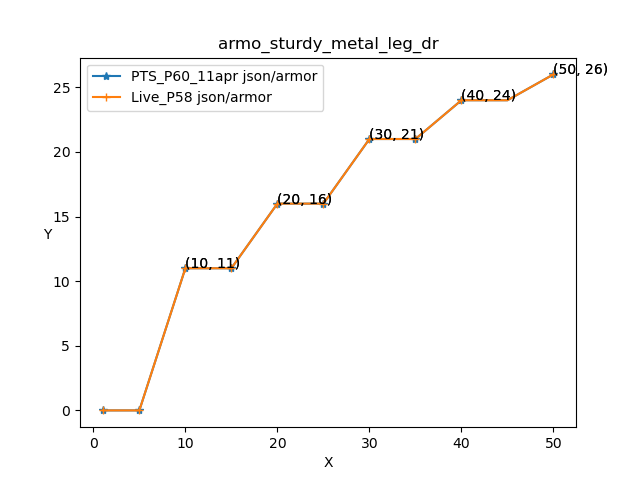 armo_sturdy_metal_leg_dr
PTS_P60_11apr json/armor
Live_P58 json/armor
(50, 26)
(40, 24)
(30, 21)
(20, 16)
(10, 11)
25
20
15
10
5
0
Y
0 10 20 30 40 50
X